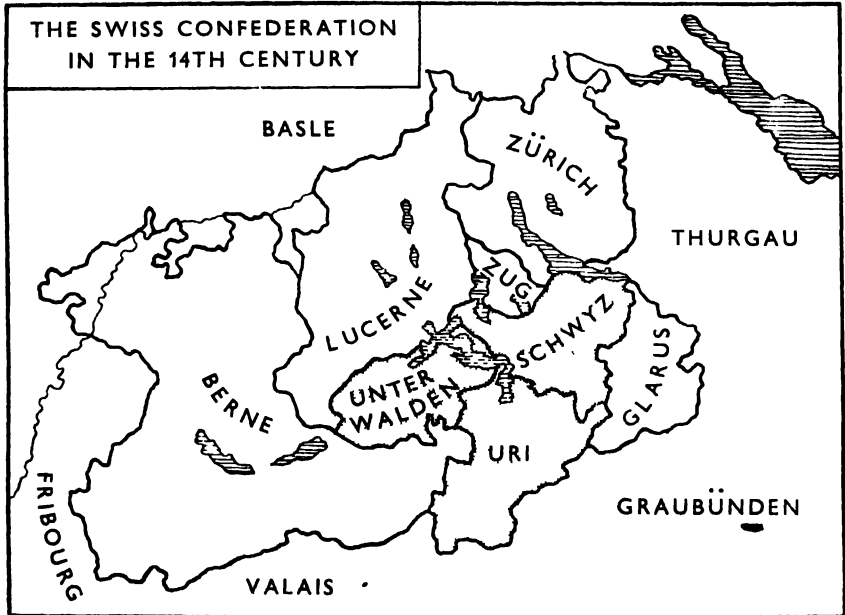 THE SWISS CONFEDERATION
IN THE 14TH CENTURY
BASLE
ZÜRICH
THURGAU
ZUG
LUCERNE
SCHWYZ
GLARUS
UNTER
WALDEN
BERNE
URI
FRIBOURG
GRAUBÜNDEN
VALAIS